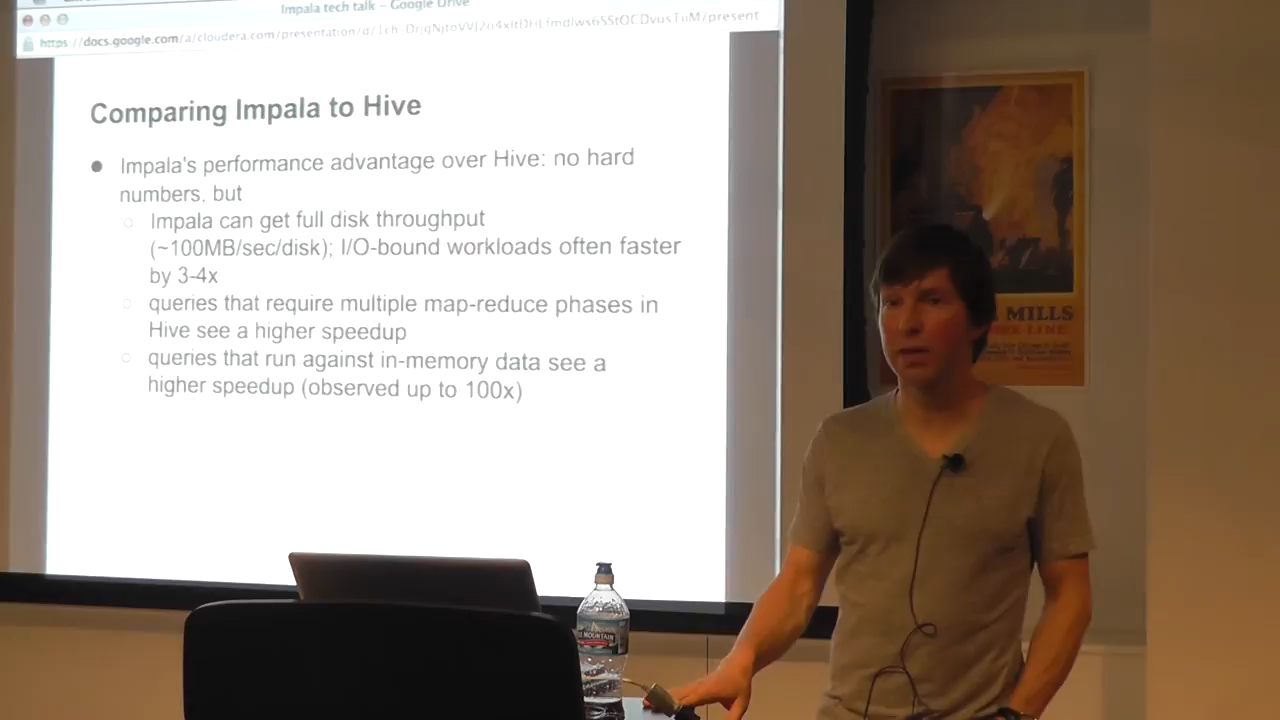 Impala tech talk – Google Drive
https://docs.google.com/a/cloudera.com/presentation/d/
/present
Comparing Impala to Hive
● Impala's performance advantage over Hive: no hard
numbers, but
○ Impala can get full disk throughput
(~100MB/sec/disk); I/O-bound workloads often faster
by 3-4x
○ queries that require multiple map-reduce phases in
Hive see a higher speedup
○ queries that run against in-memory data see a
higher speedup (observed up to 100x)
MILLS
MOUNTAIN